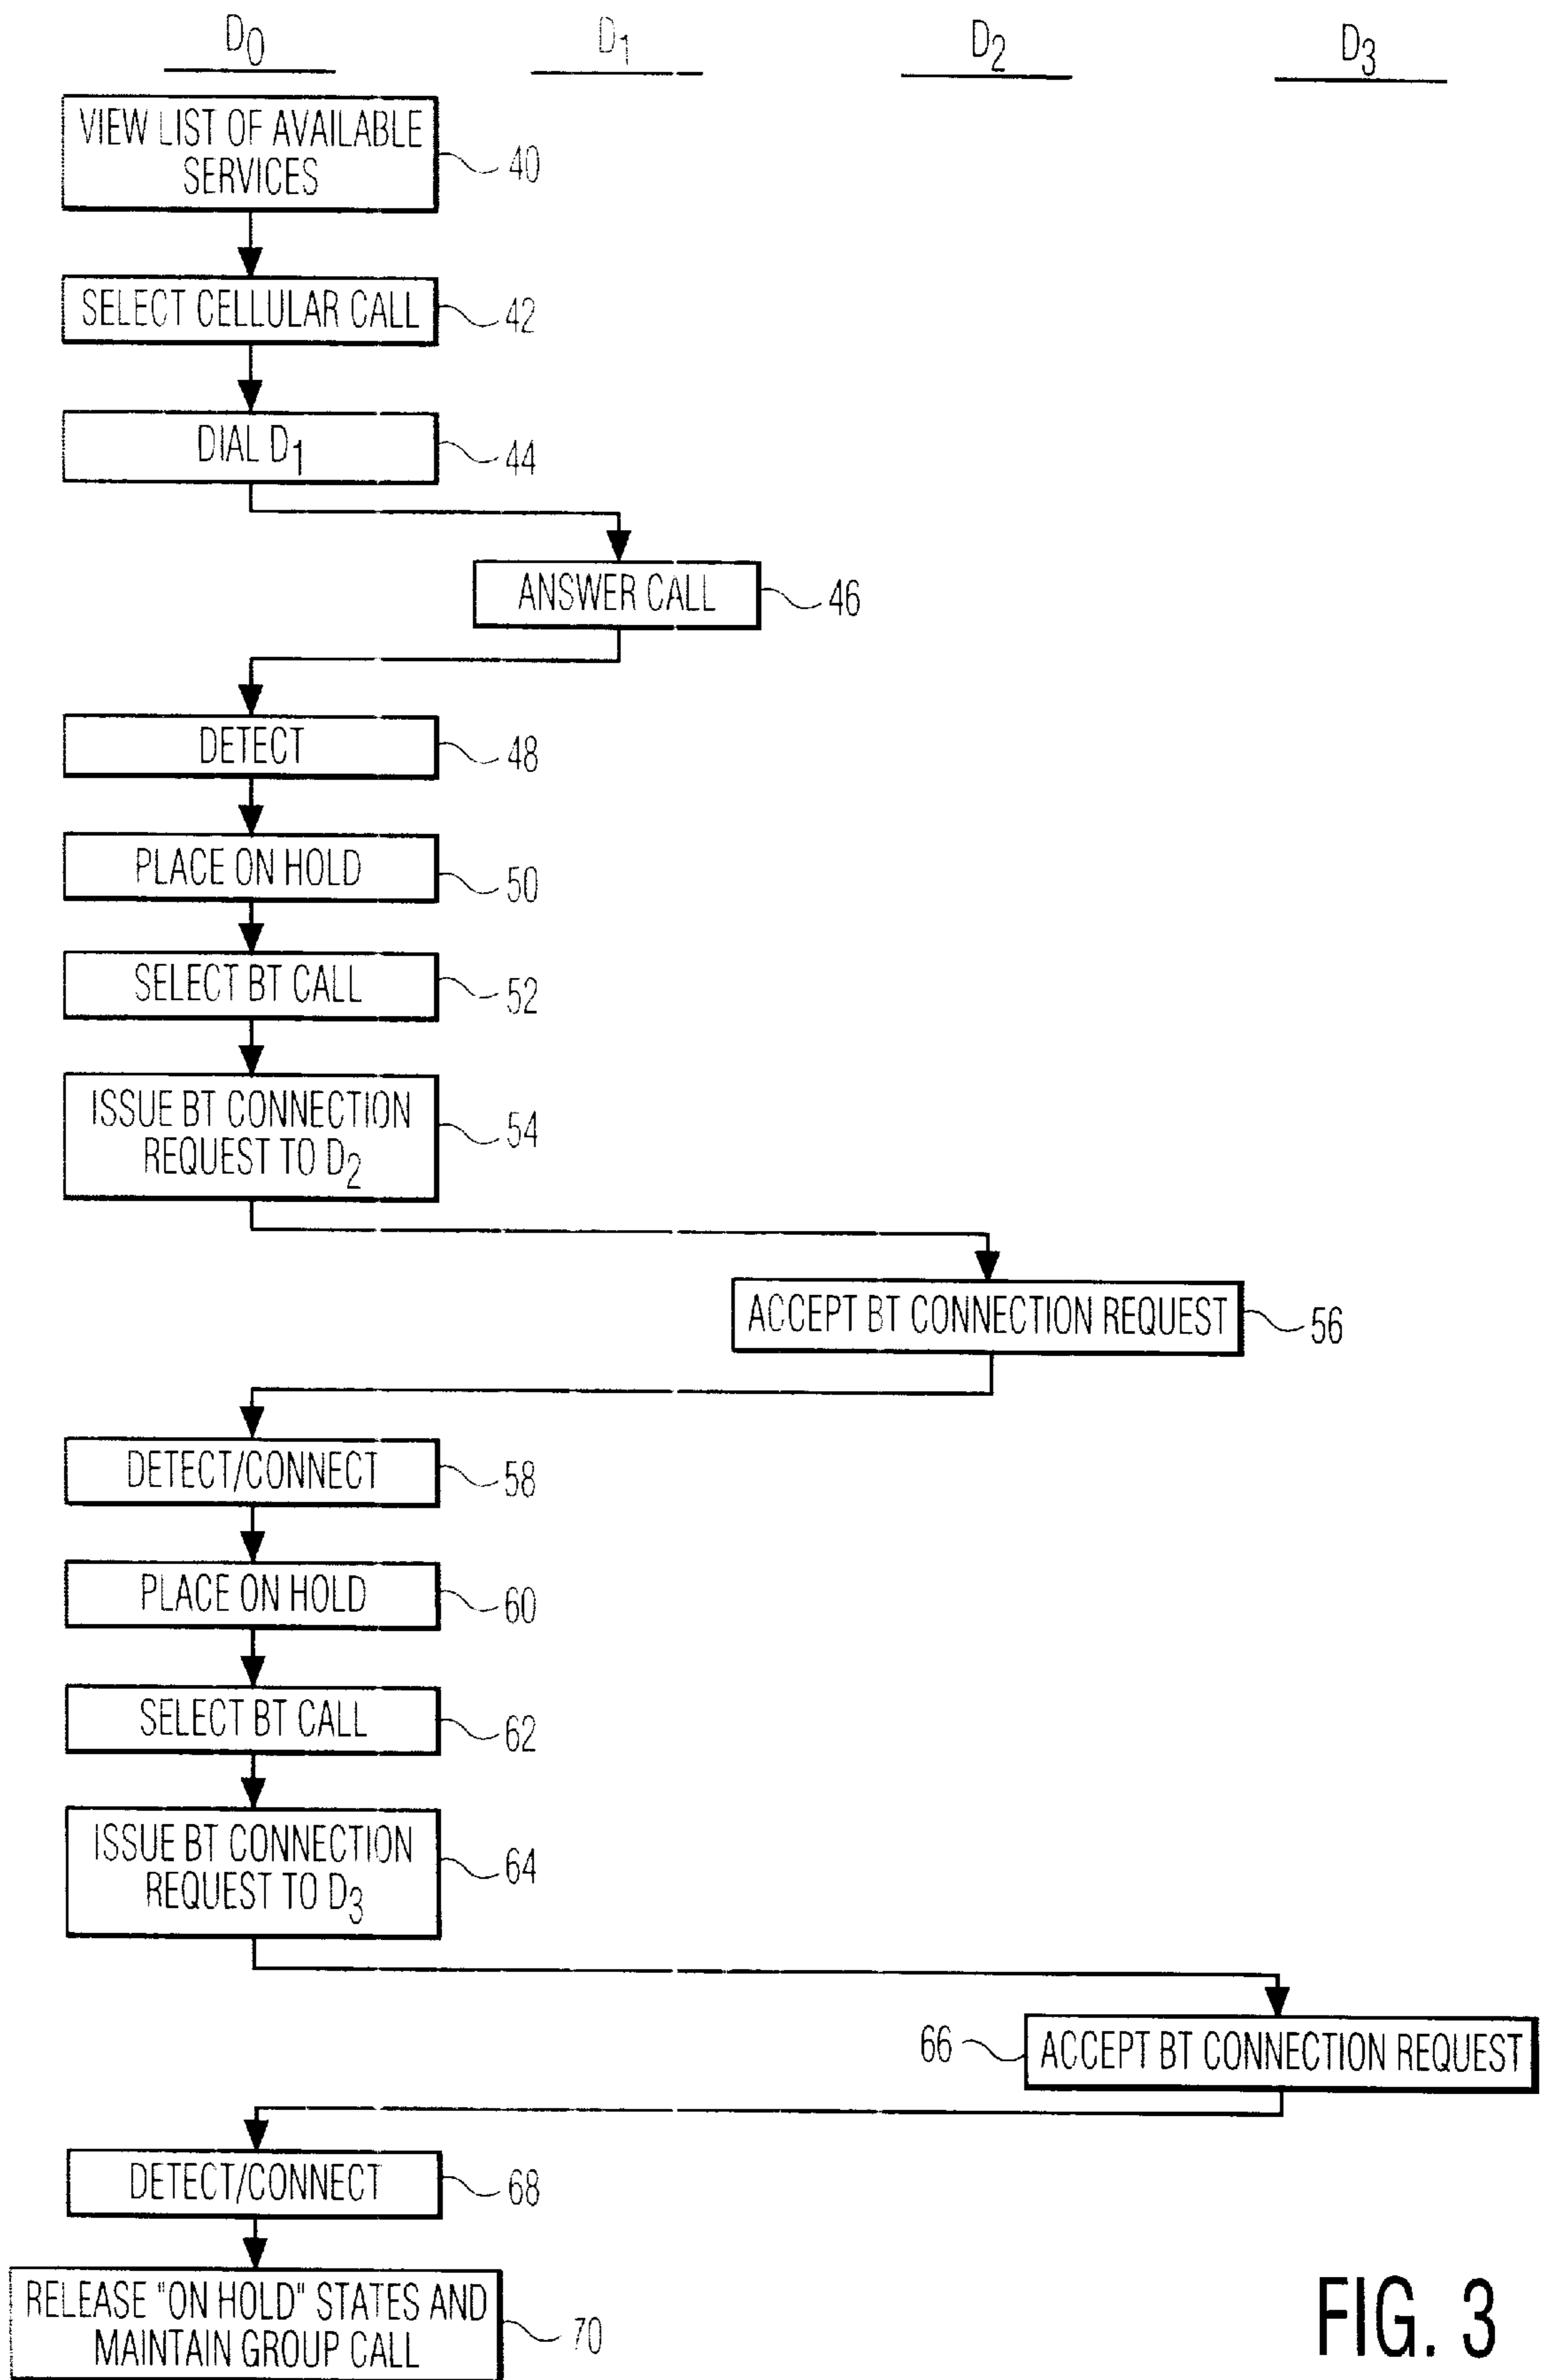 D0 D1 D2 D3
VIEW LIST OF AVAILABLE
SERVICES
40
SELECT CELLULAR CALL
42
DIAL D1
44
ANSWER CALL
46
DETECT
48
PLACE ON HOLD
50
SELECT BT CALL
52
ISSUE BT CONNECTION
REQUEST TO D2
54
ACCEPT BT CONNECTION REQUEST
56
DETECT/CONNECT
58
PLACE ON HOLD
60
SELECT BT CALL
62
ISSUE BT CONNECTION
REQUEST TO D3
64
66
ACCEPT BT CONNECTION REQUEST
DETECT/CONNECT
68
RELEASE "ON HOLD" STATES AND
MAINTAIN GROUP CALL
70
FIG. 3